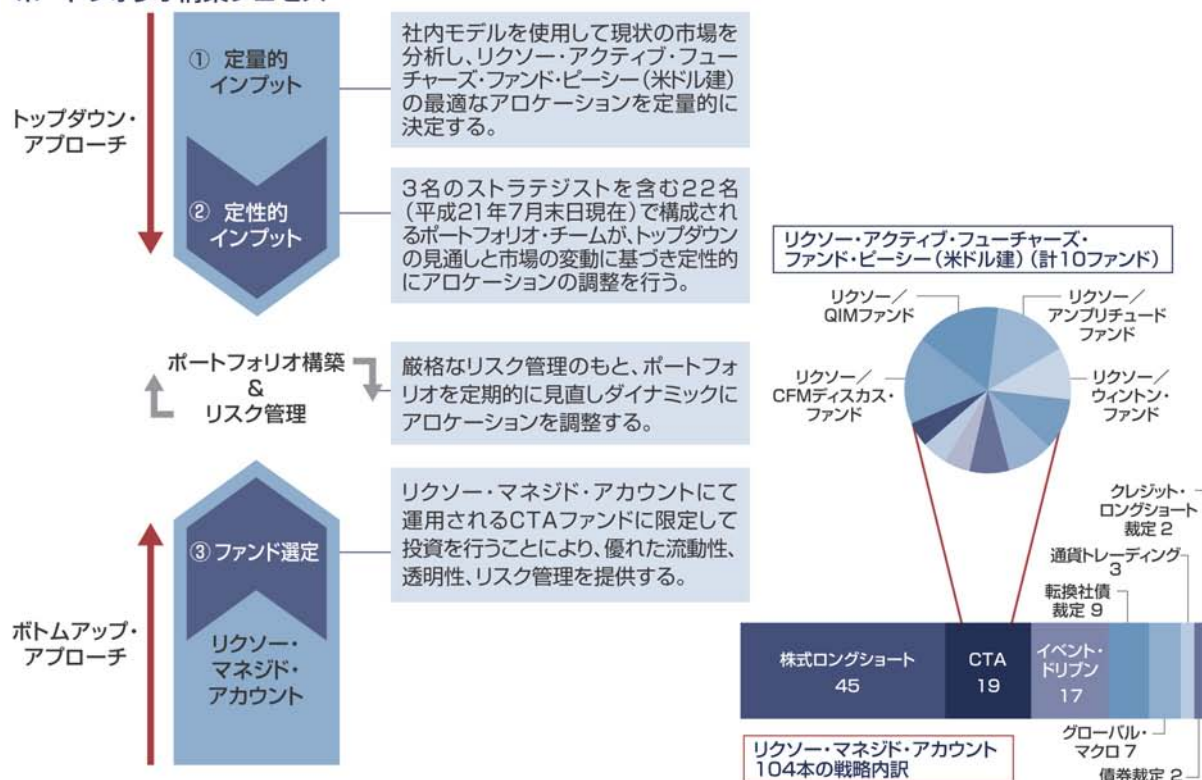 トップダウン・
アプローチ
① 定量的
インプット
社内モデルを使用して現状の市場を
分析し、リクソー・アクティブ・フュー
チャーズ・ファンド・ピーシー（米ドル建）
の最適なアロケーションを定量的に
決定する。
② 定性的
インプット
3名のストラテジストを含む22名
（平成21年7月末日現在）で構成され
るポートフォリオ・チームが、トップダウン
の見通しと市場の変動に基づき定性的
にアロケーションの調整を行う。
ポートフォリオ構築
&
リスク管理
厳格なリスク管理のもと、ポートフォ
リオを定期的に見直しダイナミックに
アロケーションを調整する。
ボトムアップ・
アプローチ
③ ファンド選定
リクソー・
マネジド・
アカウント
リクソー・マネジド・アカウントにて
運用されるCTAファンドに限定して
投資を行うことにより、優れた流動性、
透明性、リスク管理を提供する。
リクソー・アクティブ・フューチャーズ・
ファンド・ピーシー（米ドル建）（計10ファンド）
リクソー／
QIMファンド
リクソー／
アンプリチュード
ファンド
リクソー／
CFMディスカス・
ファンド
リクソー／
ウィントン・
ファンド
クレジット・
ロングショート
裁定 2
通貨トレーディング
3
転換社債
裁定 9
株式ロングショート
45
CTA
19
イベント・
ドリブン
17
グローバル・
マクロ 7
債券裁定 2
リクソー・マネジド・アカウント
104本の戦略内訳